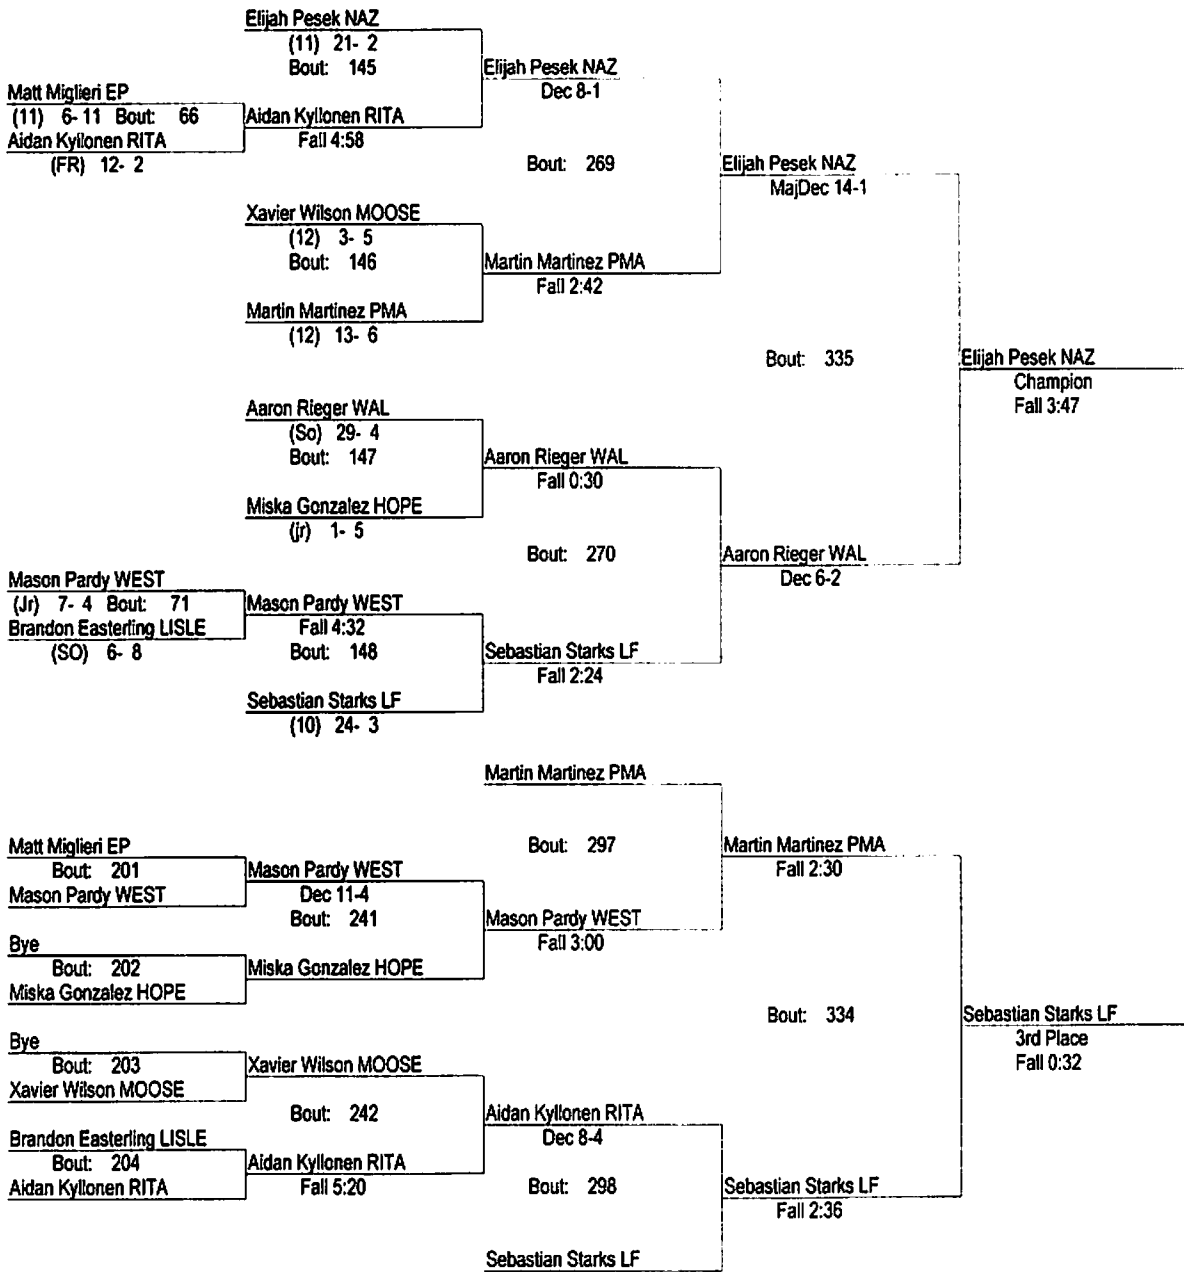 Elijah Pesek NAZ
(11) 21- 2
Bout: 145
Elijah Pesek NAZ
Dec 8-1
Matt Miglieri EP
(11) 6- 11 Bout: 66
Aidan Kyllonen RITA
(FR) 12- 2
Aidan Kyllonen RITA
Fall 4:58
Bout: 269
Elijah Pesek NAZ
MajDec 14-1
Xavier Wilson MOOSE
(12) 3- 5
Bout: 146
Martin Martinez PMA
Fall 2:42
Martin Martinez PMA
(12) 13- 6
Bout: 335
Elijah Pesek NAZ
Champion
Fall 3:47
Aaron Rieger WAL
(So) 29- 4
Bout: 147
Aaron Rieger WAL
Fall 0:30
Miska Gonzalez HOPE
(jr) 1- 5
Bout: 270
Aaron Rieger WAL
Dec 6-2
Mason Pardy WEST
(Jr) 7- 4 Bout: 71
Brandon Easterling LISLE
(SO) 6- 8
Mason Pardy WEST
Fall 4:32
Bout: 148
Sebastian Starks LF
Fall 2:24
Sebastian Starks LF
(10) 24- 3
Martin Martinez PMA
Bout: 297
Martin Martinez PMA
Fall 2:30
Matt Miglieri EP
Bout: 201
Mason Pardy WEST
Mason Pardy WEST
Dec 11-4
Bout: 241
Mason Pardy WEST
Fall 3:00
Bye
Bout: 202
Miska Gonzalez HOPE
Miska Gonzalez HOPE
Bout: 334
Sebastian Starks LF
3rd Place
Fall 0:32
Bye
Bout: 203
Xavier Wilson MOOSE
Xavier Wilson MOOSE
Bout: 242
Aidan Kyllonen RITA
Dec 8-4
Brandon Easterling LISLE
Bout: 204
Aidan Kyllonen RITA
Aidan Kyllonen RITA
Fall 5:20
Bout: 298
Sebastian Starks LF
Fall 2:36
Sebastian Starks LF